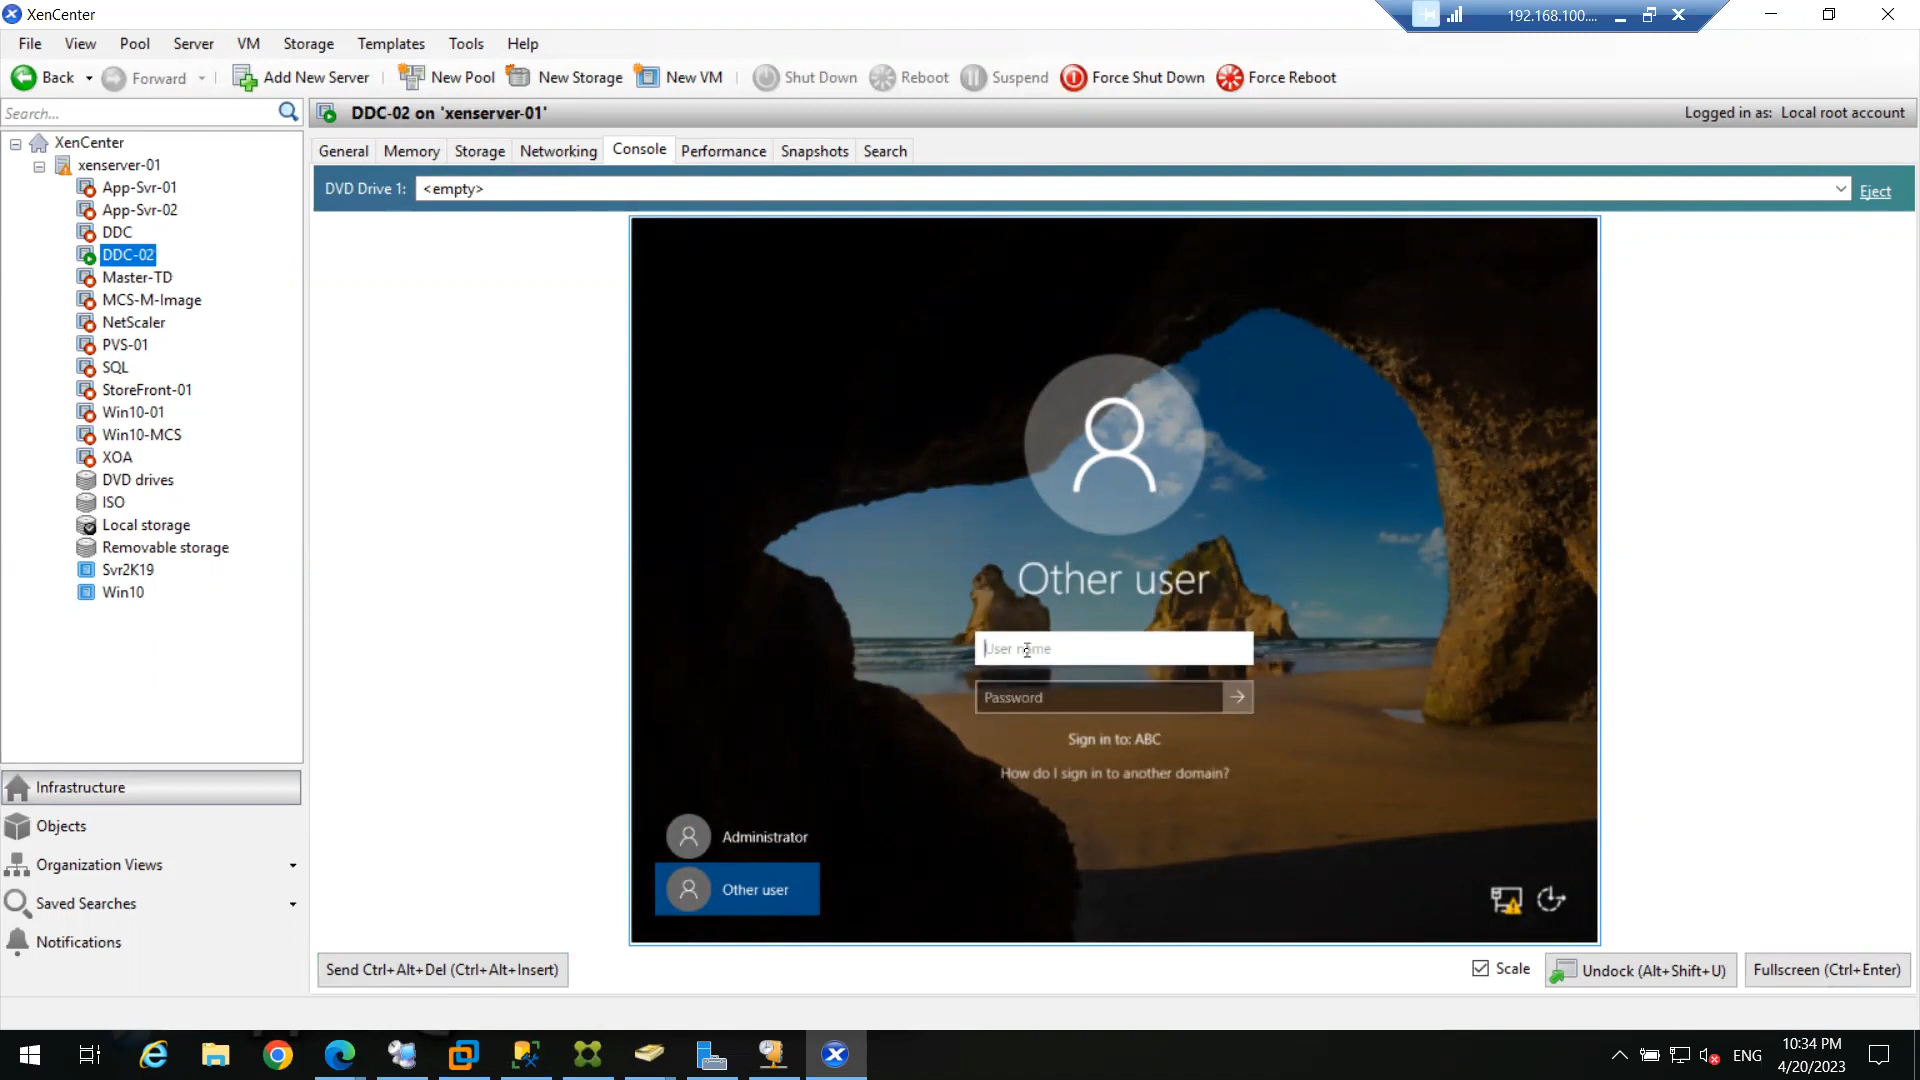 XenCenter
192.168.100....
File View Pool Server VM Storage Templates Tools Help
Back Forward Add New Server New Pool New Storage New VM Shut Down Reboot Suspend Force Shut Down Force Reboot
Search...
DDC-02 on 'xenserver-01'
Logged in as: Local root account
XenCenter
xenserver-01
App-Svr-01
App-Svr-02
DDC
DDC-02
Master-TD
MCS-M-Image
NetScaler
PVS-01
SQL
StoreFront-01
Win10-01
Win10-MCS
XOA
DVD drives
ISO
Local storage
Removable storage
Svr2K19
Win10
General Memory Storage Networking Console Performance Snapshots Search
DVD Drive 1: <empty> Eject
Other user
User name
Password
Sign in to: ABC
How do I sign in to another domain?
Administrator
Other user
Infrastructure
Objects
Organization Views
Saved Searches
Notifications
Send Ctrl+Alt+Del (Ctrl+Alt+Insert)
Scale
Undock (Alt+Shift+U)
Fullscreen (Ctrl+Enter)
ENG
10:34 PM
4/20/2023